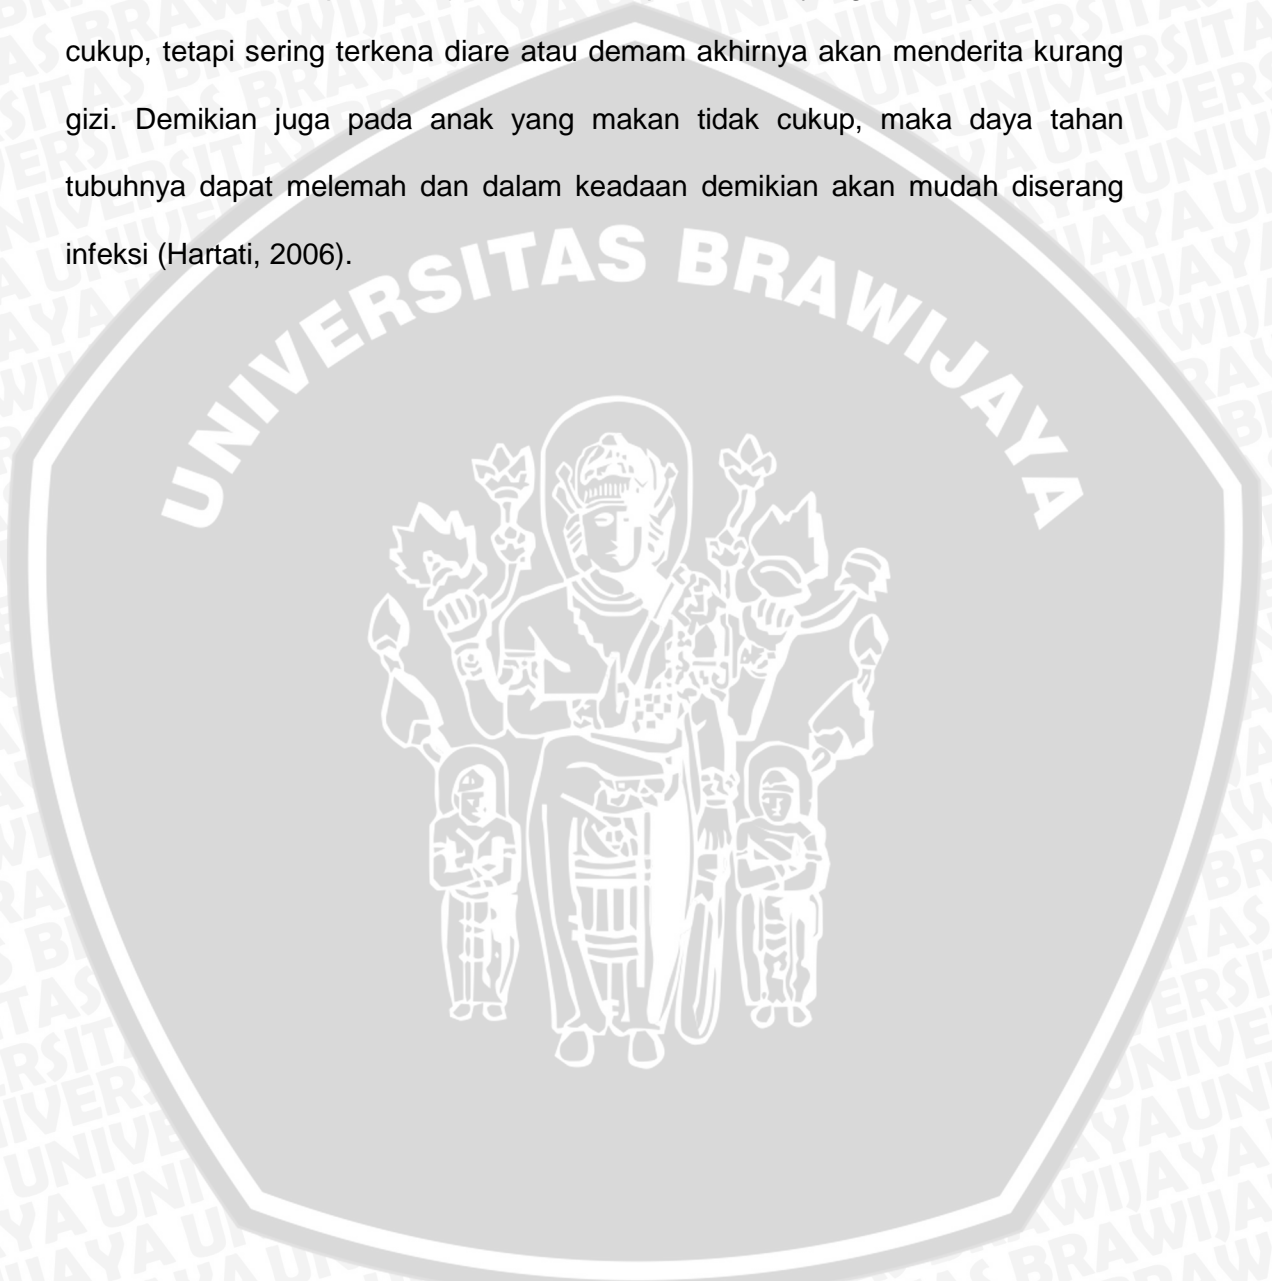 cukup, tetapi sering terkena diare atau demam akhirnya akan menderita kurang
gizi. Demikian juga pada anak yang makan tidak cukup, maka daya tahan
tubuhnya dapat melemah dan dalam keadaan demikian akan mudah diserang
infeksi (Hartati, 2006).
UNIVERSITAS BRAWIJAYA